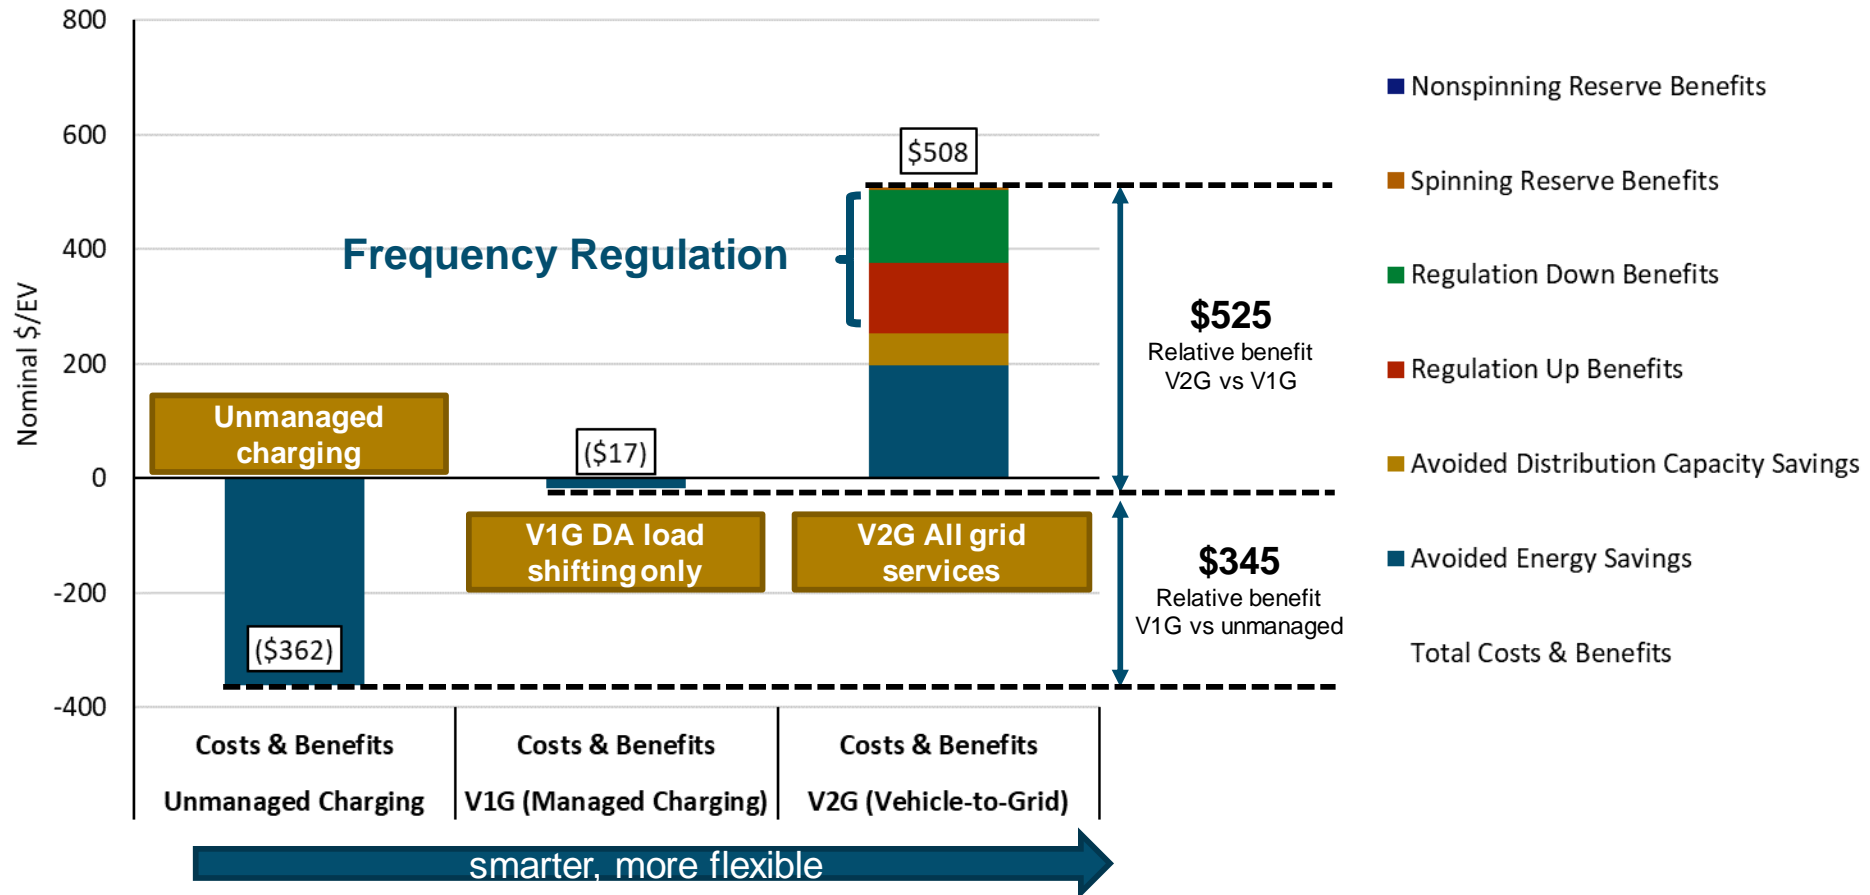 800
600
400
200
0
-200
-400
Nominal $/EV
$508
Frequency Regulation
Unmanaged
charging
($17)
($362)
V1G DA load
shifting only
V2G All grid
services
$525
Relative benefit
V2G vs V1G
$345
Relative benefit
V1G vs unmanaged
Nonspinning Reserve Benefits
Spinning Reserve Benefits
Regulation Down Benefits
Regulation Up Benefits
Avoided Distribution Capacity Savings
Avoided Energy Savings
Total Costs & Benefits
Costs & Benefits
Costs & Benefits
Costs & Benefits
Unmanaged Charging
V1G (Managed Charging)
V2G (Vehicle-to-Grid)
smarter, more flexible